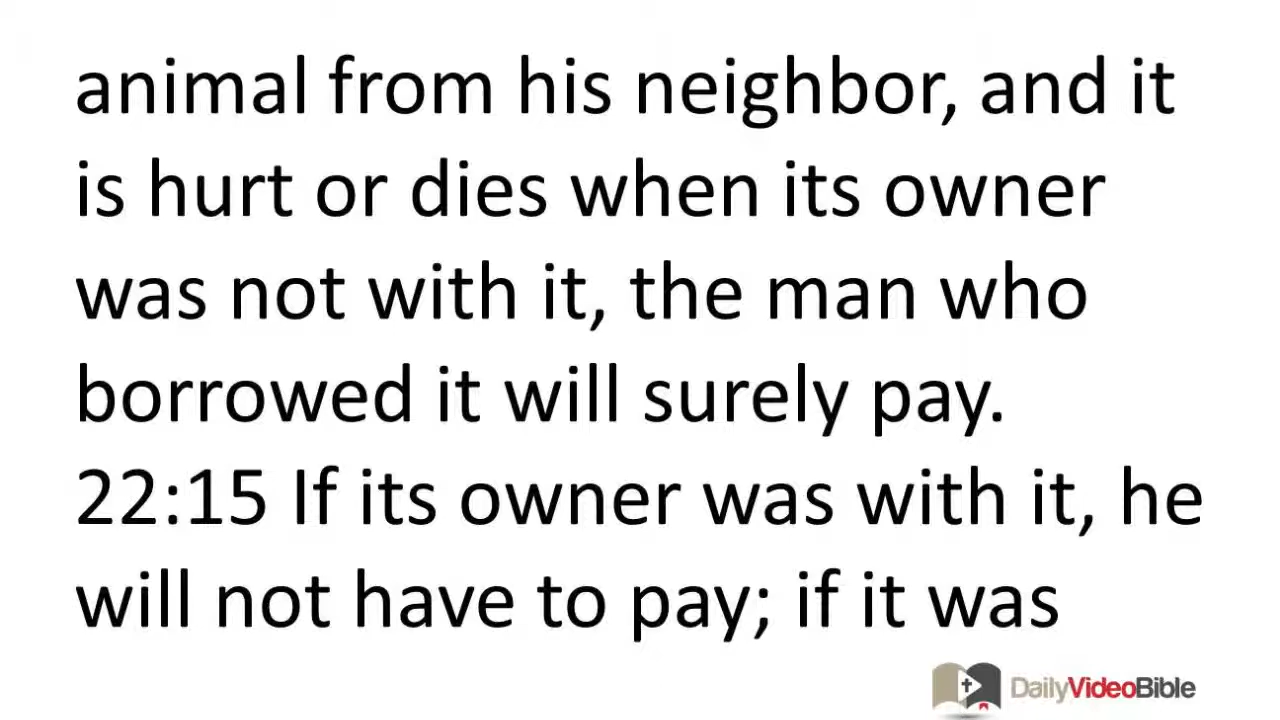 animal from his neighbor, and it
is hurt or dies when its owner
was not with it, the man who
borrowed it will surely pay.
22:15 If its owner was with it, he
will not have to pay; if it was
DailyVideoBible